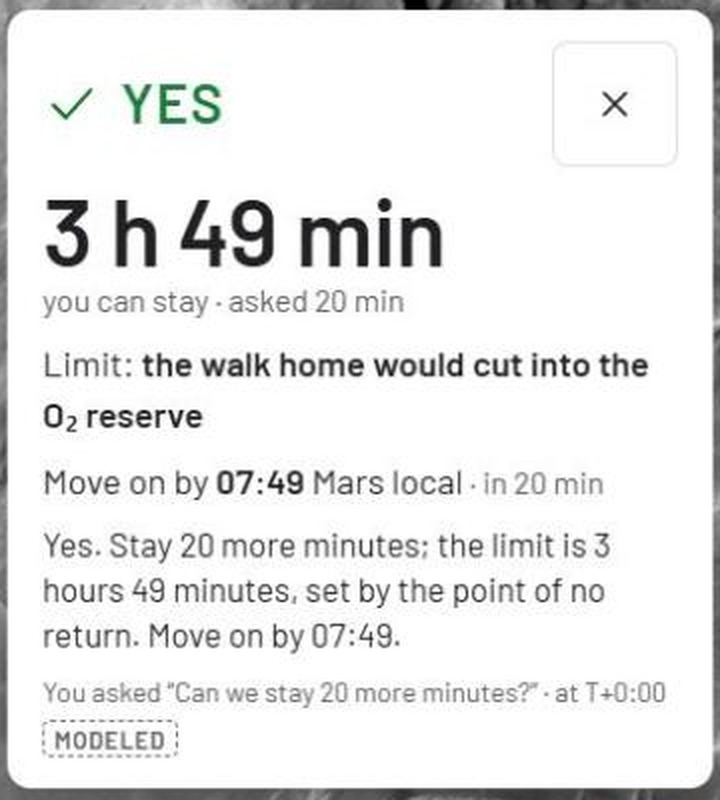 YES
3 h 49 min
you can stay · asked 20 min
Limit: the walk home would cut into the
O₂ reserve
Move on by 07:49 Mars local · in 20 min
Yes. Stay 20 more minutes; the limit is 3
hours 49 minutes, set by the point of no
return. Move on by 07:49.
You asked "Can we stay 20 more minutes?" · at T+0:00
MODELED